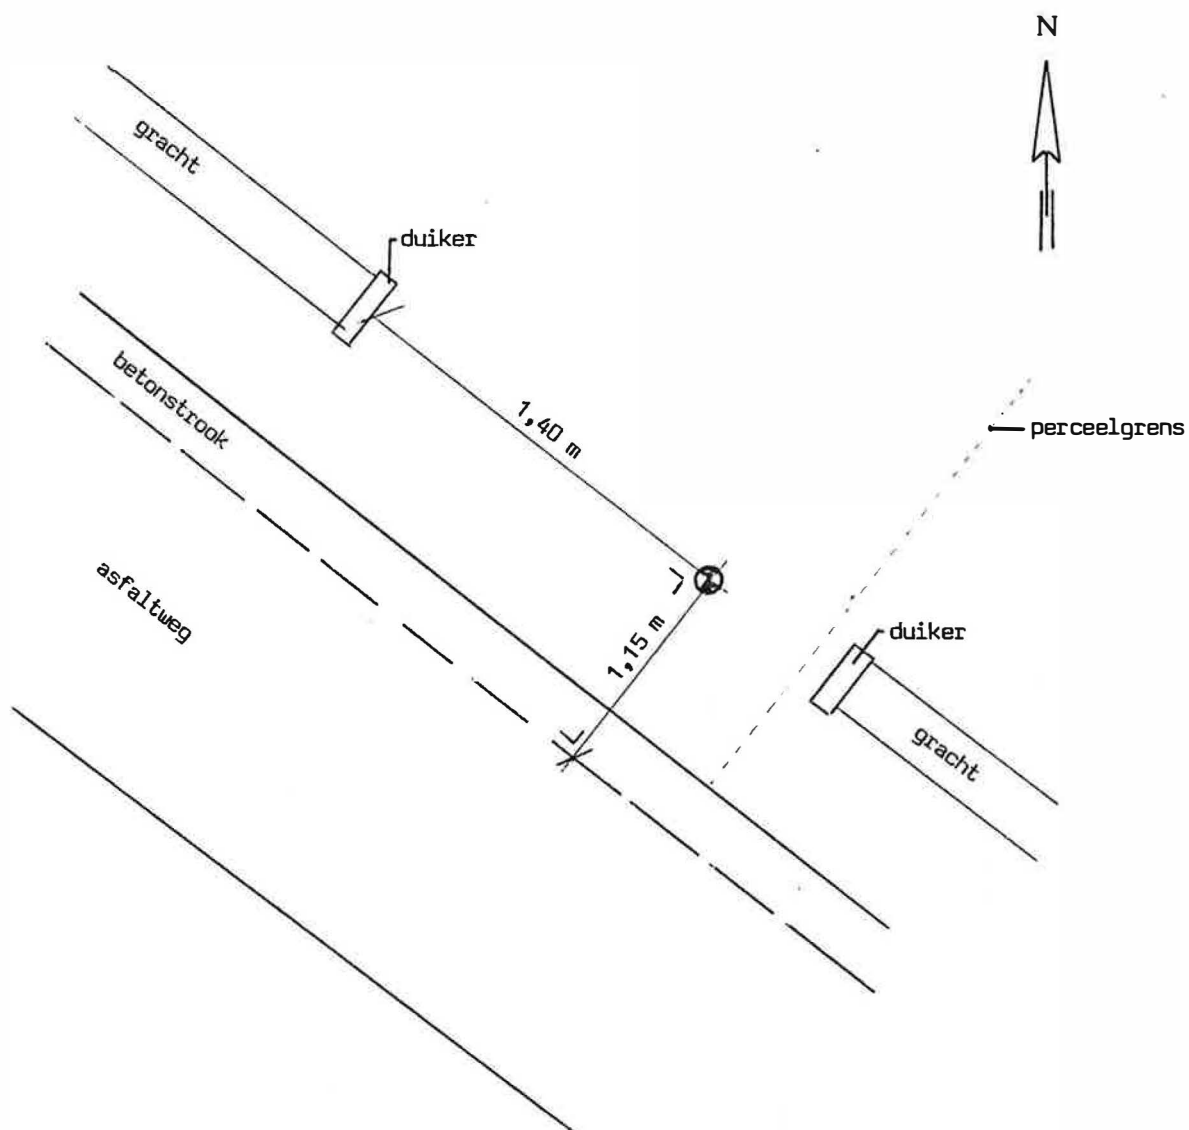 N
gracht
duiker
betonstrook
1,40 m
perceelgrens
asfaltweg
1,15 m
duiker
gracht